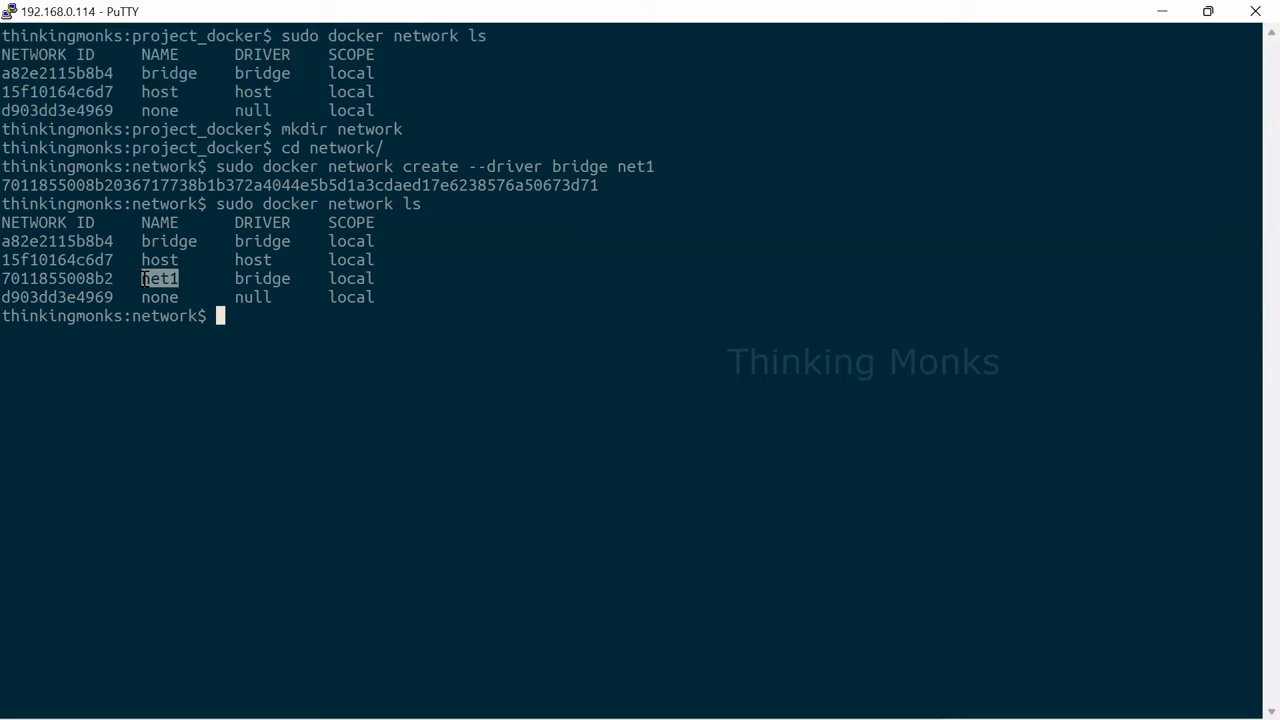 192.168.0.114 - PuTTY
thinkingmonks:project_docker$ sudo docker network ls
NETWORK ID   NAME     DRIVER    SCOPE
a82e2115b8b4   bridge    bridge    local
15f10164c6d7   host      host      local
d903dd3e4969   none      null      local
thinkingmonks:project_docker$ mkdir network
thinkingmonks:project_docker$ cd network/
thinkingmonks:network$ sudo docker network create --driver bridge net1
7011855008b2036717738b1b372a4044e5b5d1a3cdaed17e6238576a50673d71
thinkingmonks:network$ sudo docker network ls
NETWORK ID   NAME     DRIVER    SCOPE
a82e2115b8b4   bridge    bridge    local
15f10164c6d7   host      host      local
7011855008b2   net1      bridge    local
d903dd3e4969   none      null      local
thinkingmonks:network$
Thinking Monks